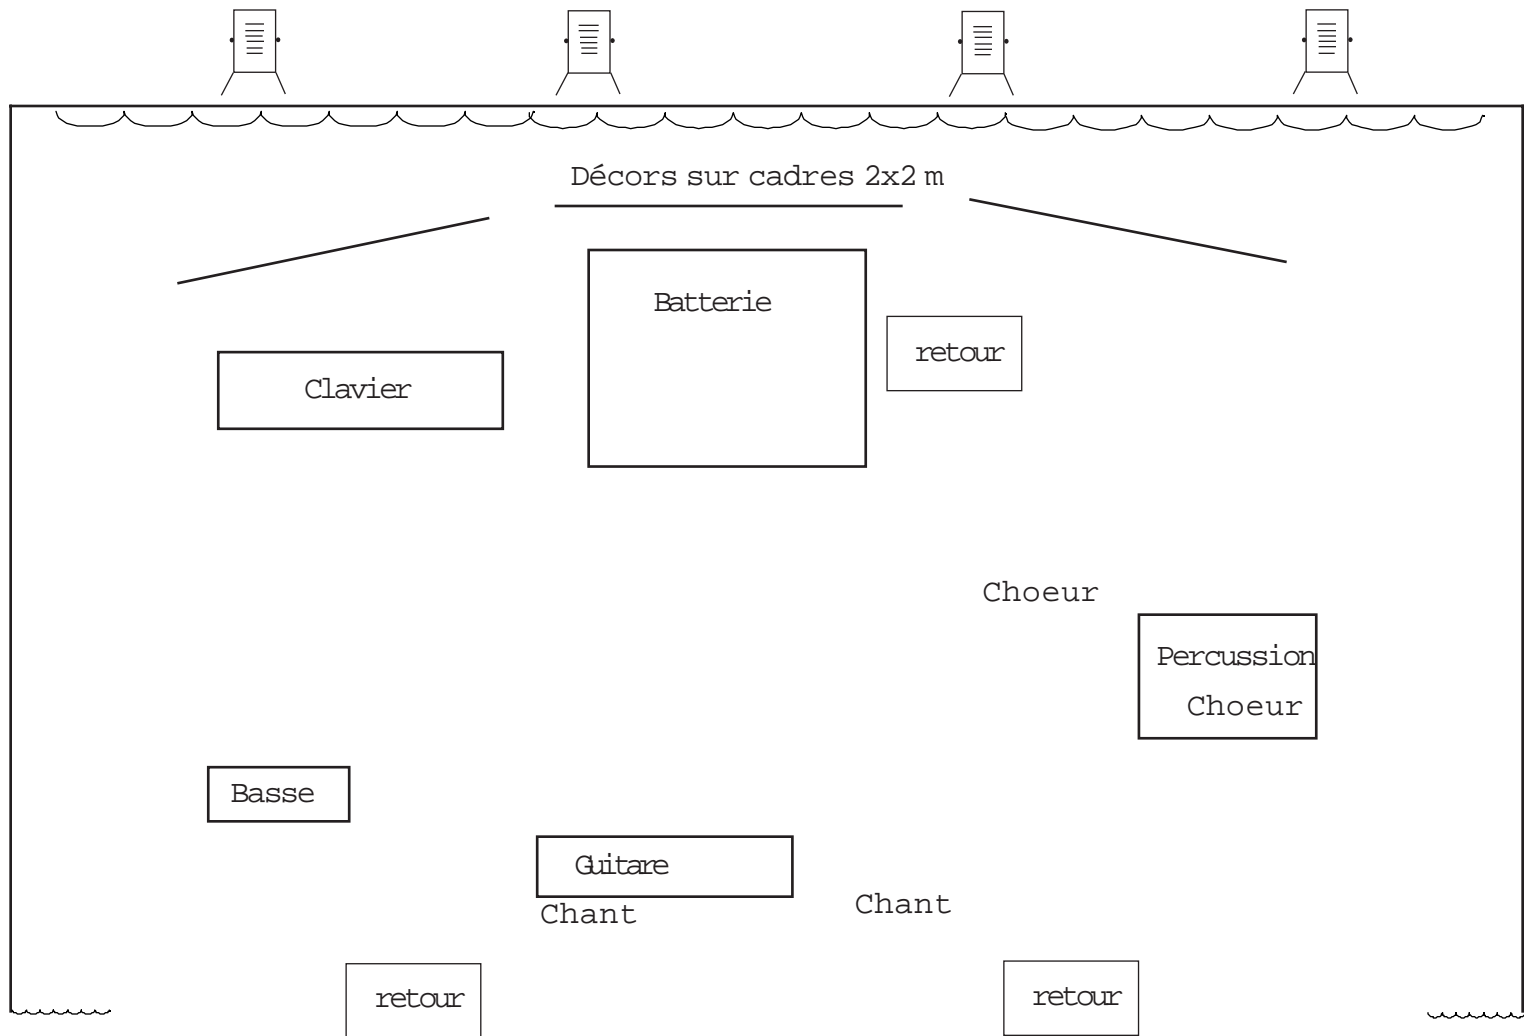 Décors sur cadres 2x2 m
Batterie
retour
Clavier
Choeur
Percussion
Choeur
Basse
Guitare
Chant
Chant
retour
retour